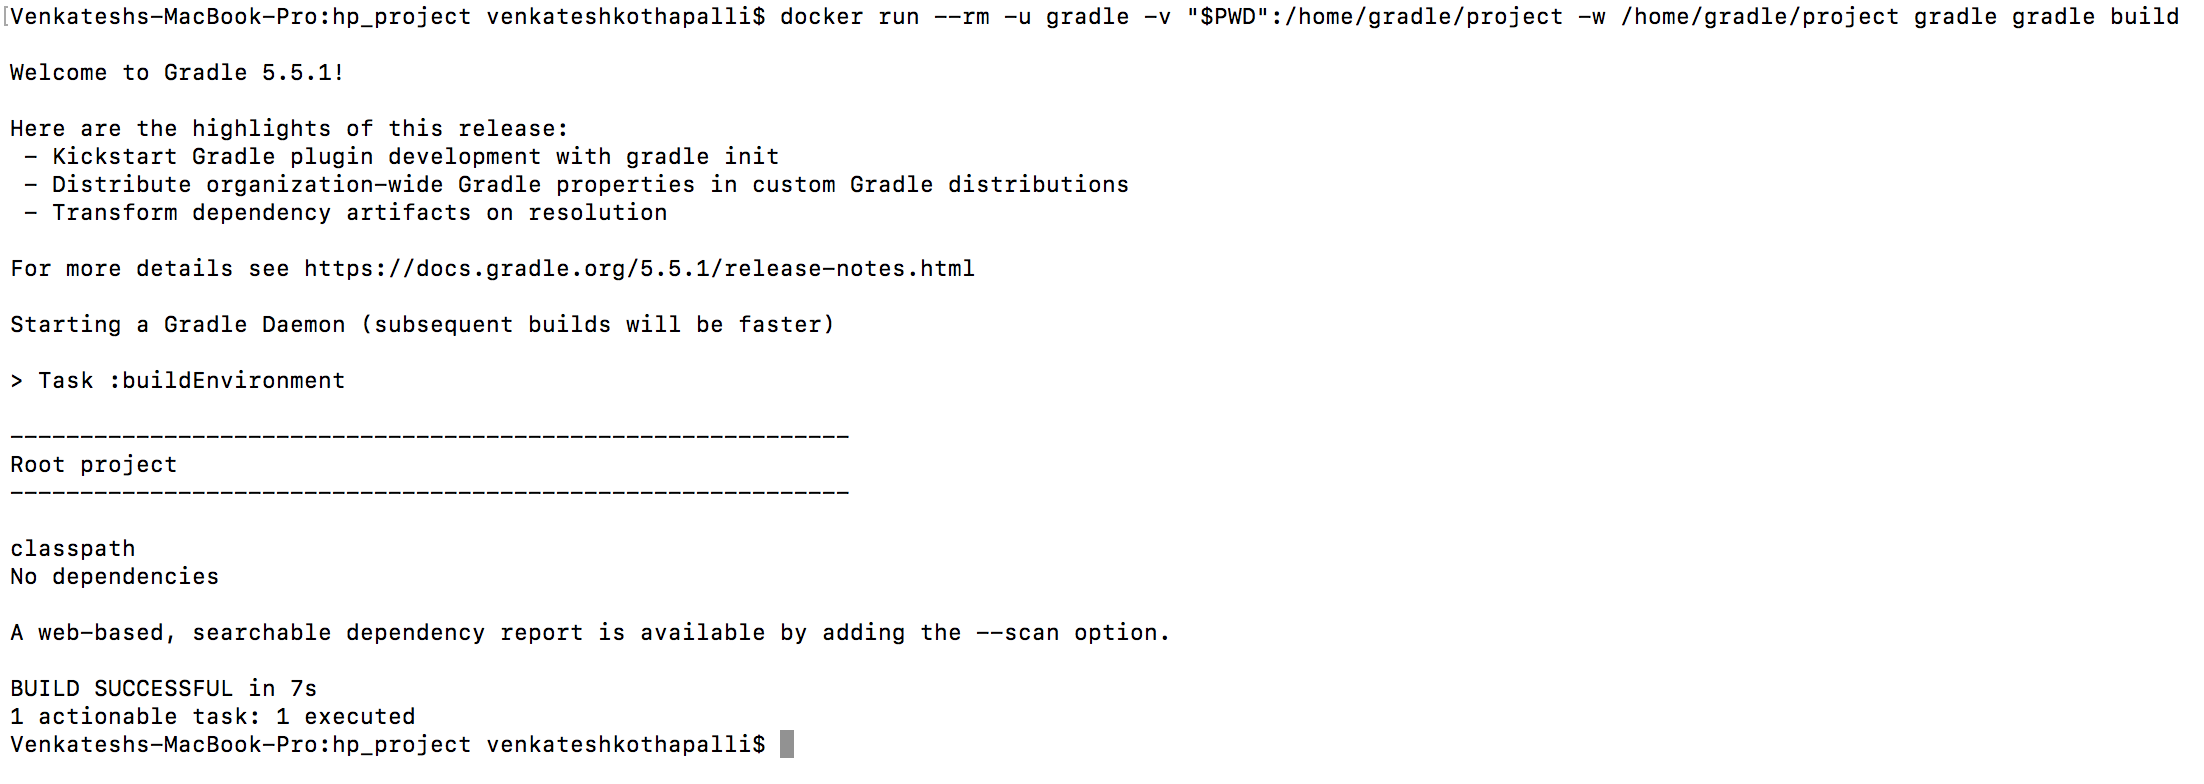 [Venkateshs-MacBook-Pro:hp_project venkateshkothapalli$ docker run --rm -u gradle -v "$PWD":/home/gradle/project -w /home/gradle/project gradle gradle build
Welcome to Gradle 5.5.1!
Here are the highlights of this release:
- Kickstart Gradle plugin development with gradle init
- Distribute organization-wide Gradle properties in custom Gradle distributions
- Transform dependency artifacts on resolution
For more details see https://docs.gradle.org/5.5.1/release-notes.html
Starting a Gradle Daemon (subsequent builds will be faster)
> Task :buildEnvironment
------------------------------------------------------------
Root project
------------------------------------------------------------
classpath
No dependencies
A web-based, searchable dependency report is available by adding the --scan option.
BUILD SUCCESSFUL in 7s
1 actionable task: 1 executed
Venkateshs-MacBook-Pro:hp_project venkateshkothapalli$